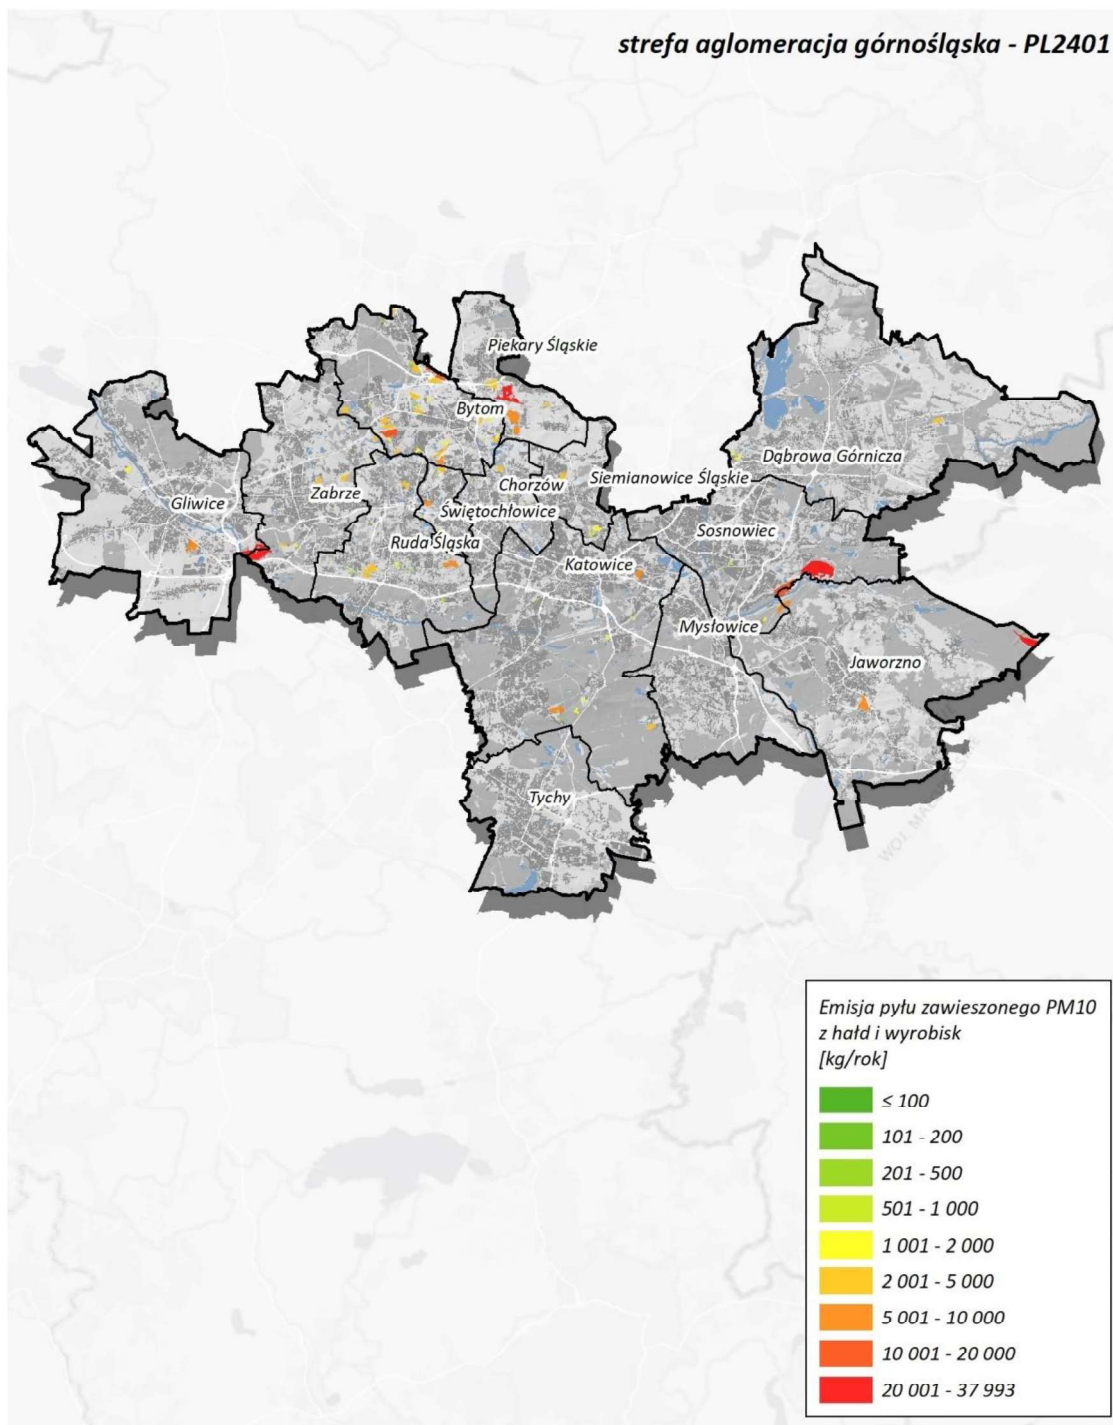 strefa aglomeracja górnośląska - PL2401
Piekary Śląskie
Bytom
Dąbrowa Górnicza
Siemianowice Śląskie
Chorzów
Zabrze
Gliwice
Świętochłowice
Sosnowiec
Ruda Śląska
Katowice
Mysłowice
Jaworzno
Tychy
Emisja pyłu zawieszonego PM10
z hałd i wyrobisk
[kg/rok]
≤ 100
101 - 200
201 - 500
501 - 1 000
1 001 - 2 000
2 001 - 5 000
5 001 - 10 000
10 001 - 20 000
20 001 - 37 993